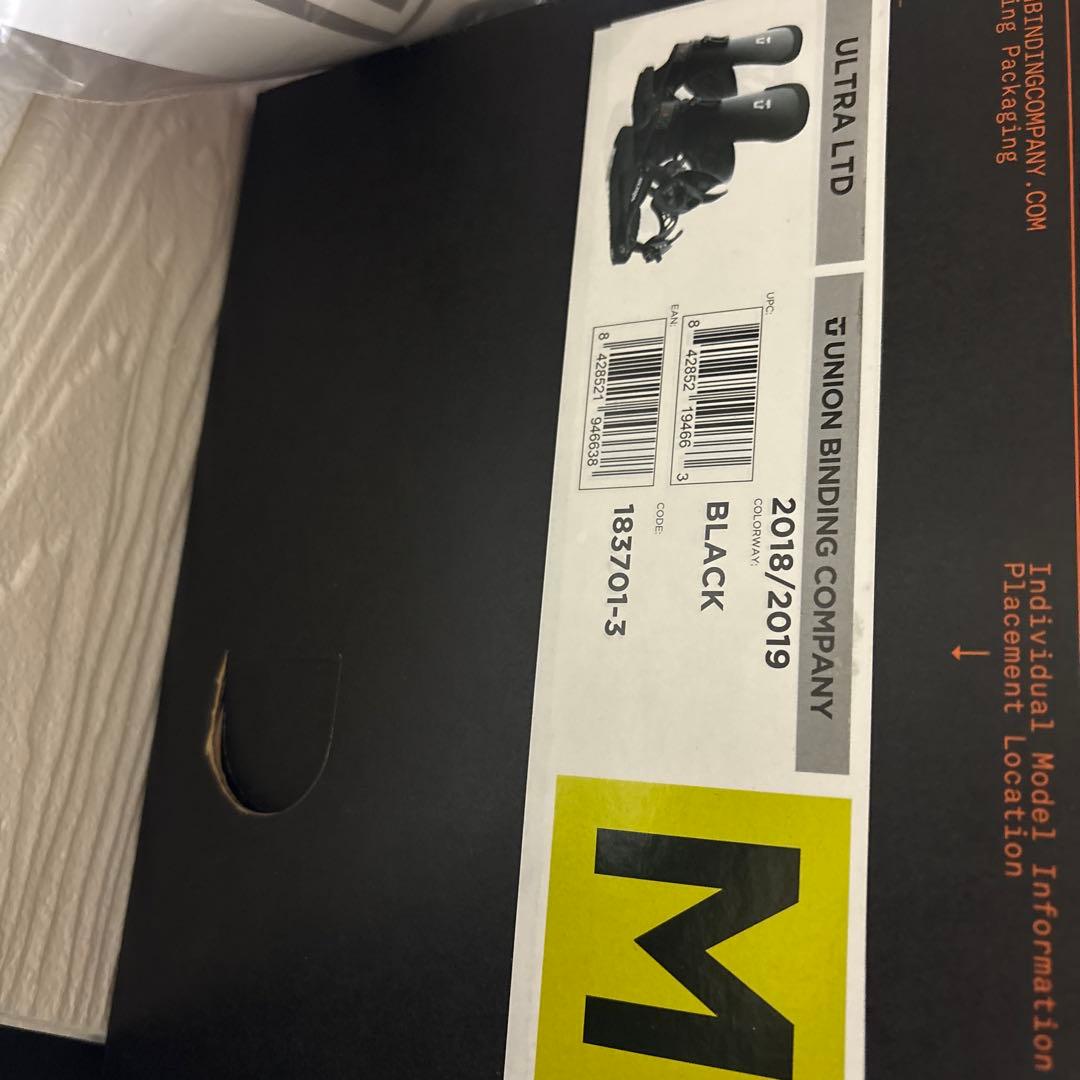 BINDINGCOMPANY.COM
ing Packaging
Individual Model Information
Placement Location
ULTRA LTD
UNION BINDING COMPANY
2018/2019
COLORWAY:
BLACK
CODE:
183701-3
UPC:
8 42852 19466 3
EAN:
8 428521 946638
M